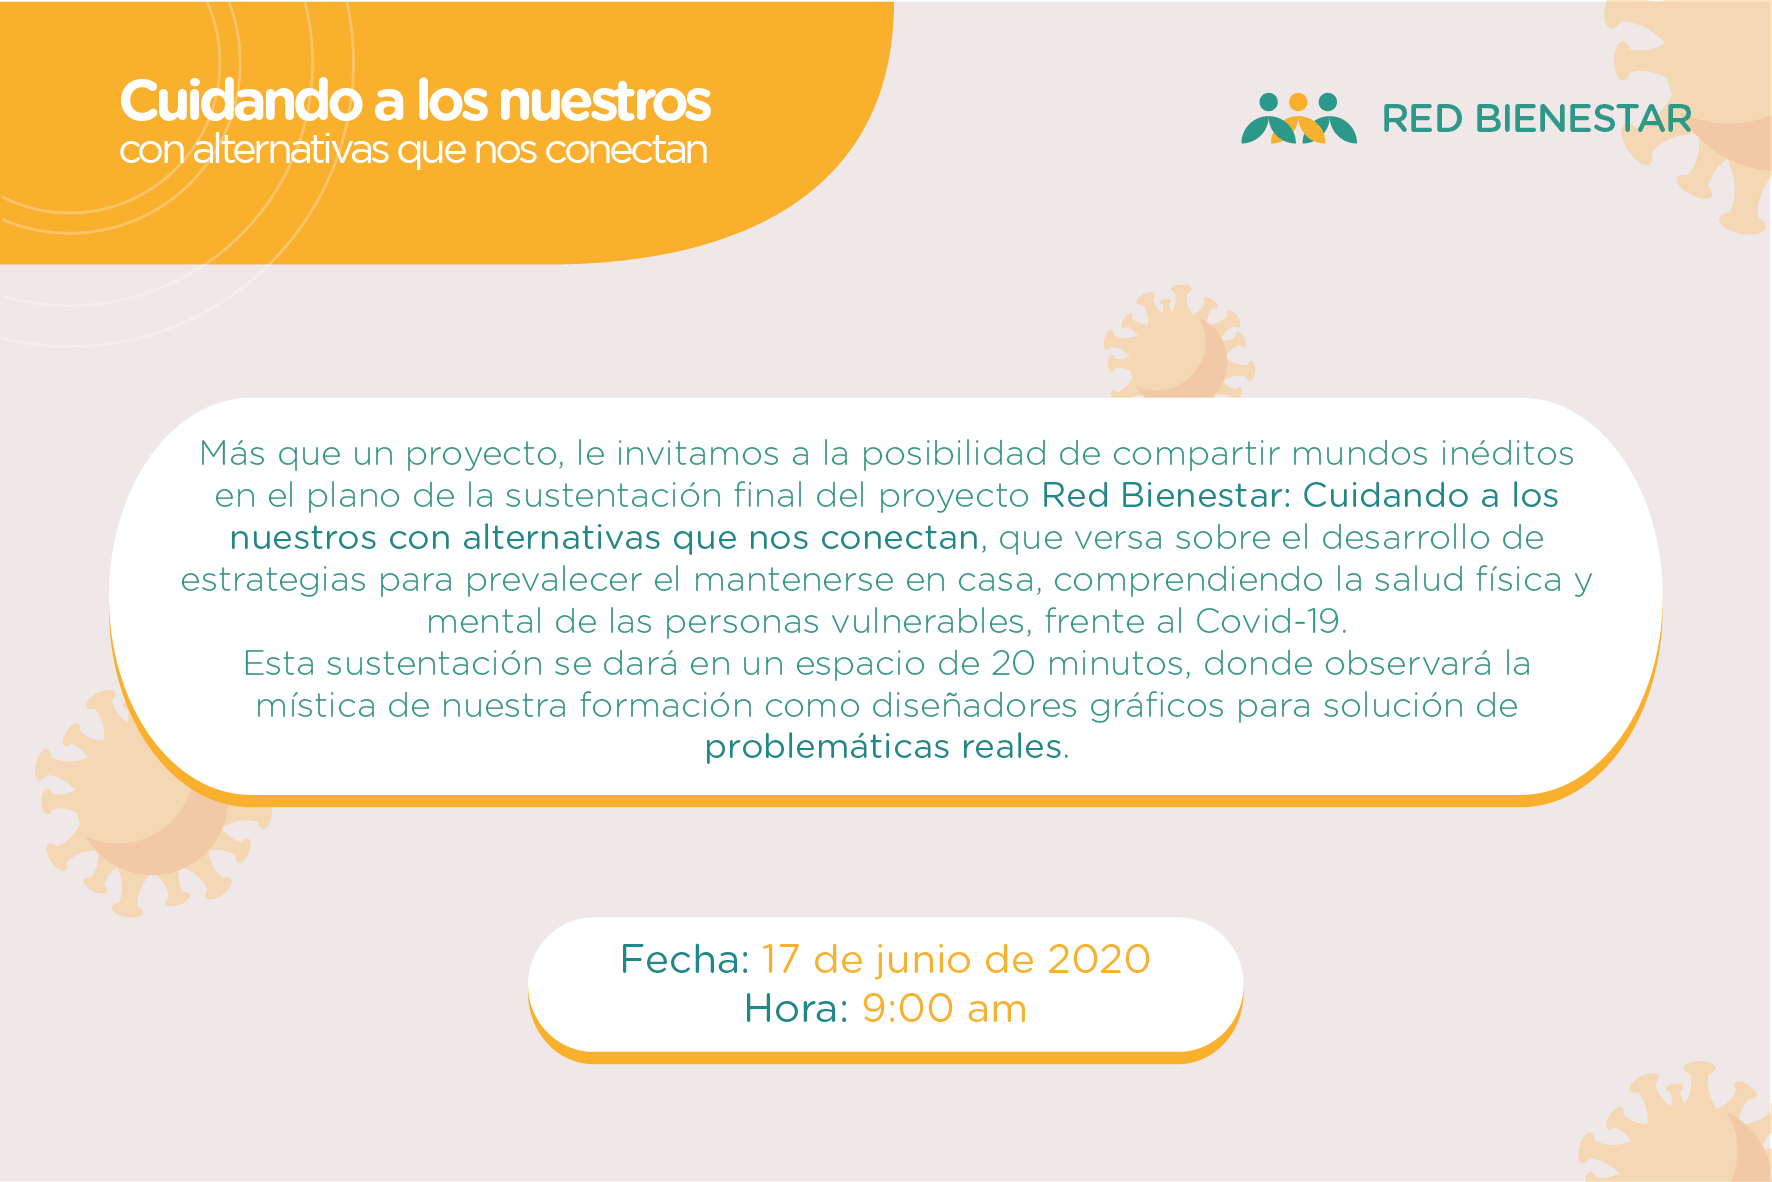 Cuidando a los nuestros
con alternativas que nos conectan
RED BIENESTAR
Más que un proyecto, le invitamos a la posibilidad de compartir mundos inéditos
en el plano de la sustentación final del proyecto Red Bienestar: Cuidando a los
nuestros con alternativas que nos conectan, que versa sobre el desarrollo de
estrategias para prevalecer el mantenerse en casa, comprendiendo la salud física y
mental de las personas vulnerables, frente al Covid-19.
Esta sustentación se dará en un espacio de 20 minutos, donde observará la
mística de nuestra formación como diseñadores gráficos para solución de
problemáticas reales.
Fecha: 17 de junio de 2020
Hora: 9:00 am